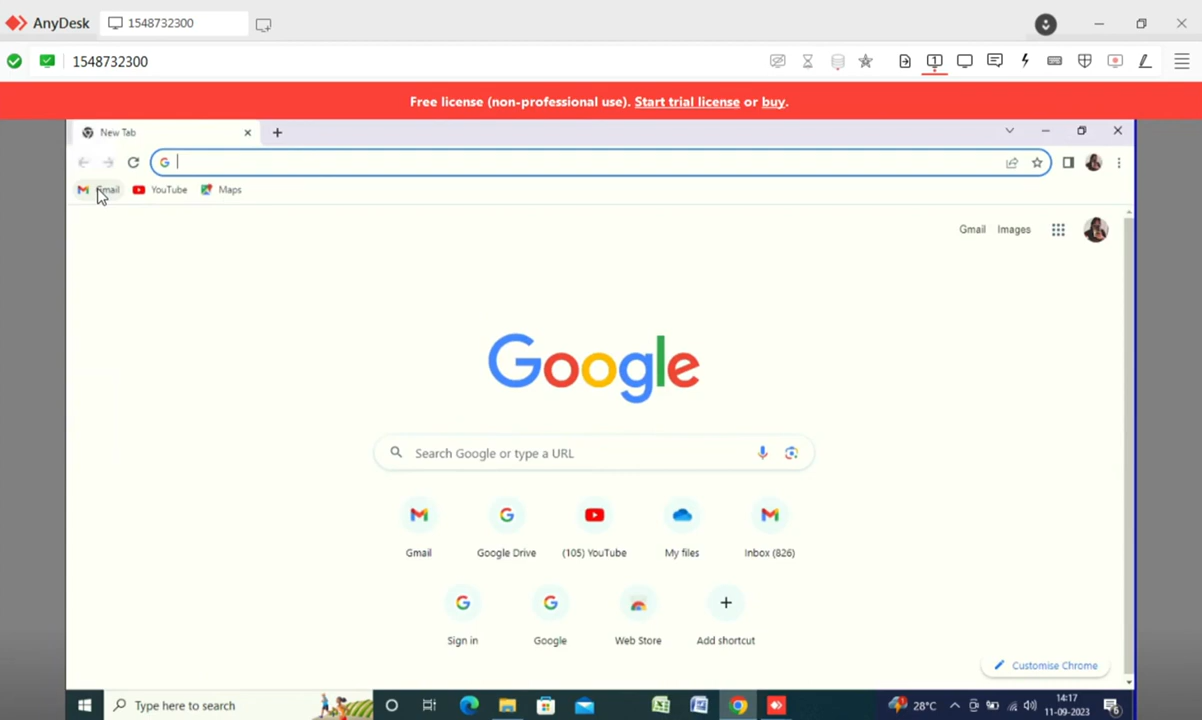 AnyDesk 1548732300
1548732300
1
Free license (non-professional use). Start trial license or buy.
New Tab
G
Gmail YouTube Maps
Gmail Images
Google
Search Google or type a URL
Gmail Google Drive (105) YouTube My files Inbox (826)
Sign in Google Web Store Add shortcut
Customise Chrome
Type here to search
28°C
14:17
11-09-2023
6